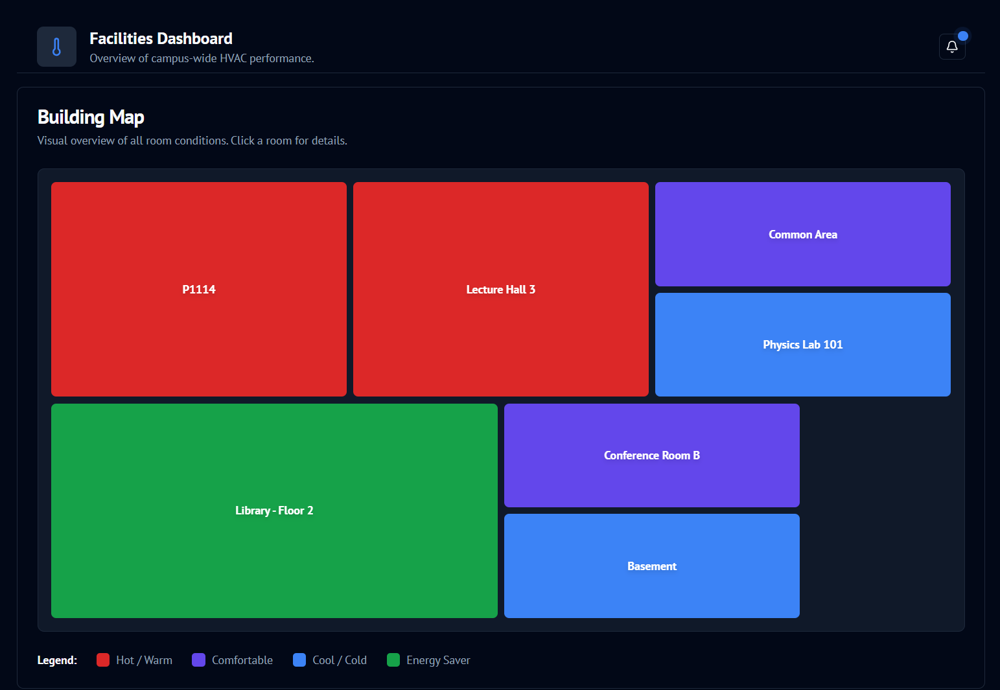 Facilities Dashboard
Overview of campus-wide HVAC performance.
Building Map
Visual overview of all room conditions. Click a room for details.
P1114
Lecture Hall 3
Common Area
Physics Lab 101
Library - Floor 2
Conference Room B
Basement
Legend: Hot / Warm Comfortable Cool / Cold Energy Saver